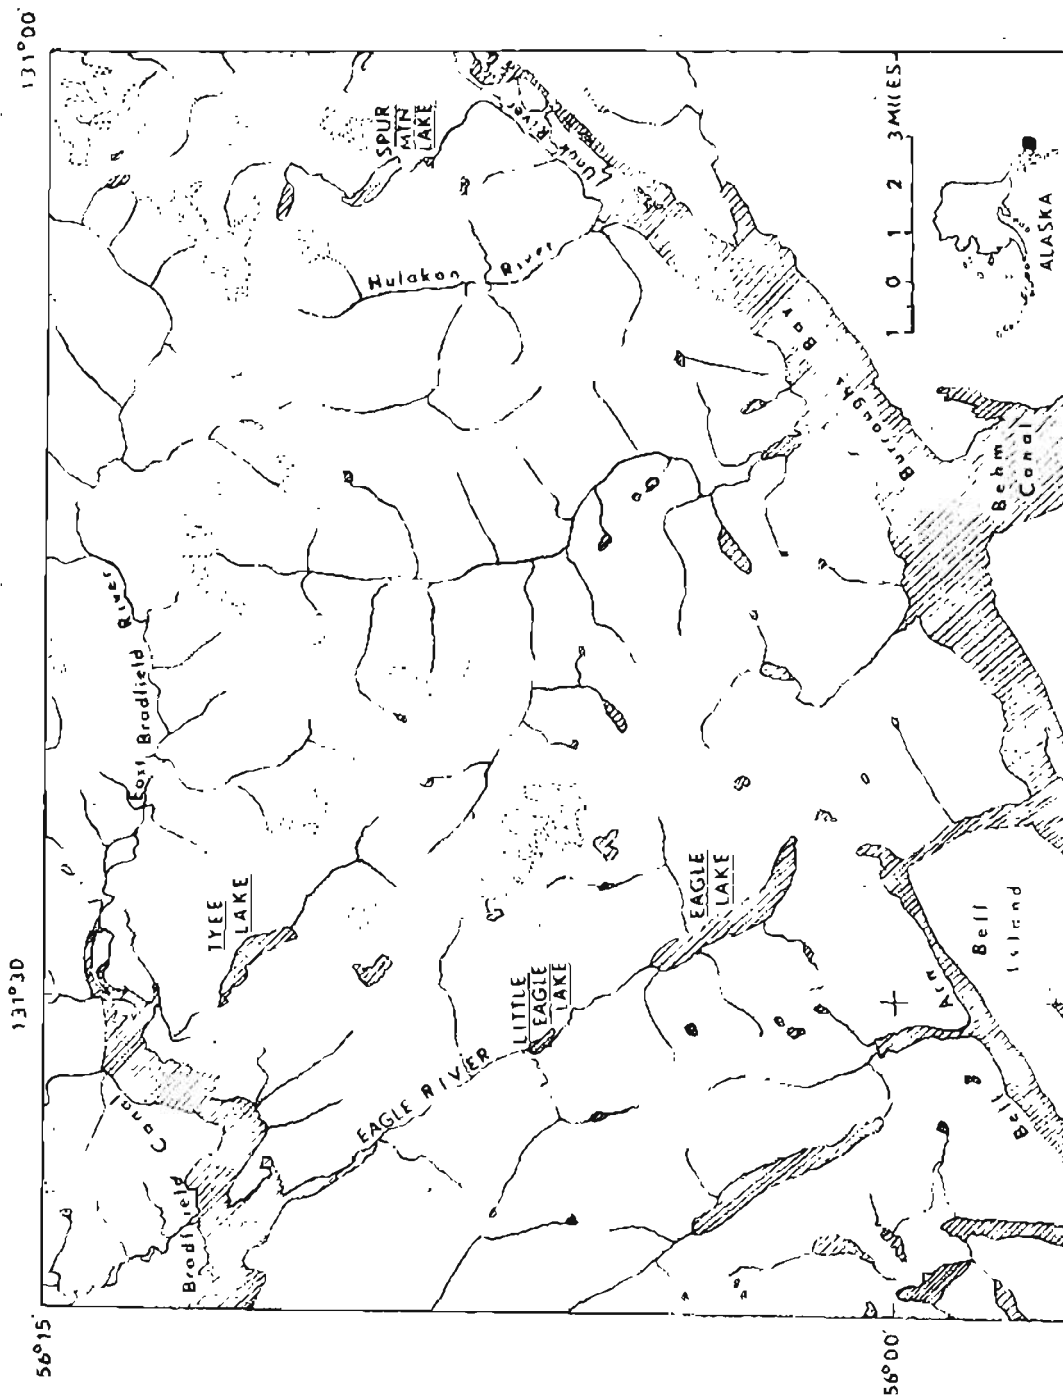 56°15'
131°30
131°00'
Bradfield
Canal
East Bradfield River
TYEE
LAKE
SPUR
MTN
LAKE
Hulakon River
Unuk River
EAGLE RIVER
LITTLE
EAGLE
LAKE
EAGLE
LAKE
Burroughs Bay
Behm
Canal
Bell Arm
Bell
Island
56°00'
1 0 1 2 3 MILES
ALASKA